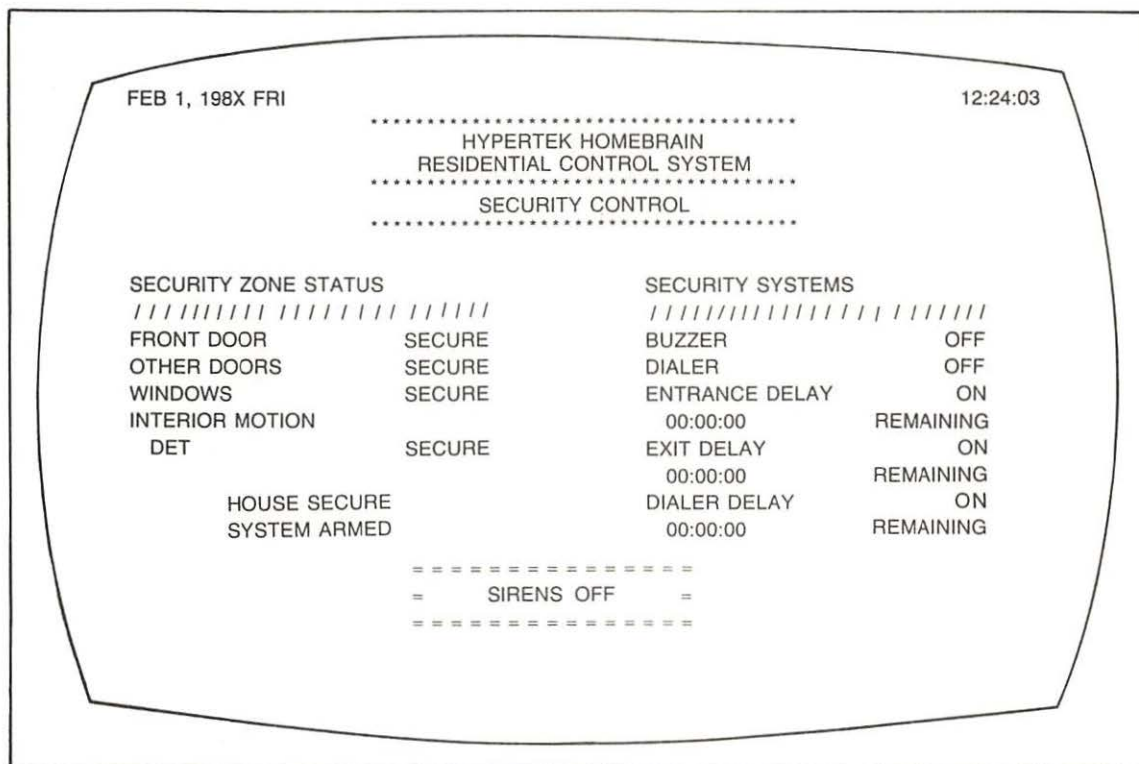 FEB 1, 198X FRI 12:24:03
****************************************
HYPERTEK HOMEBRAIN
RESIDENTIAL CONTROL SYSTEM
****************************************
SECURITY CONTROL
****************************************
SECURITY ZONE STATUS SECURITY SYSTEMS
/ / / / / / / / / / / / / / / / / / / / / / / / / / / / / / / / / / / / / / / / / / / / / /
FRONT DOOR SECURE BUZZER OFF
OTHER DOORS SECURE DIALER OFF
WINDOWS SECURE ENTRANCE DELAY ON
INTERIOR MOTION 00:00:00 REMAINING
DET SECURE EXIT DELAY ON
00:00:00 REMAINING
HOUSE SECURE DIALER DELAY ON
SYSTEM ARMED 00:00:00 REMAINING
= = = = = = = = = = = = = = =
= SIRENS OFF =
= = = = = = = = = = = = = = =